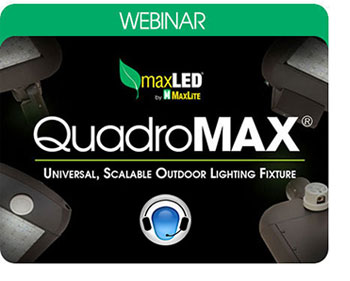 WEBINAR
maxLED®
by MAXLITE
QuadroMAX®
UNIVERSAL, SCALABLE OUTDOOR LIGHTING FIXTURE